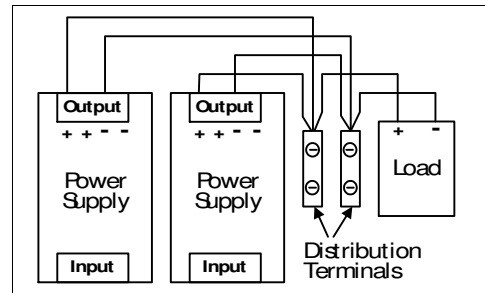 Output
+ + - -
Power
Supply
Input
Output
+ + - -
Power
Supply
Input
+ -
Load
Distribution
Terminals